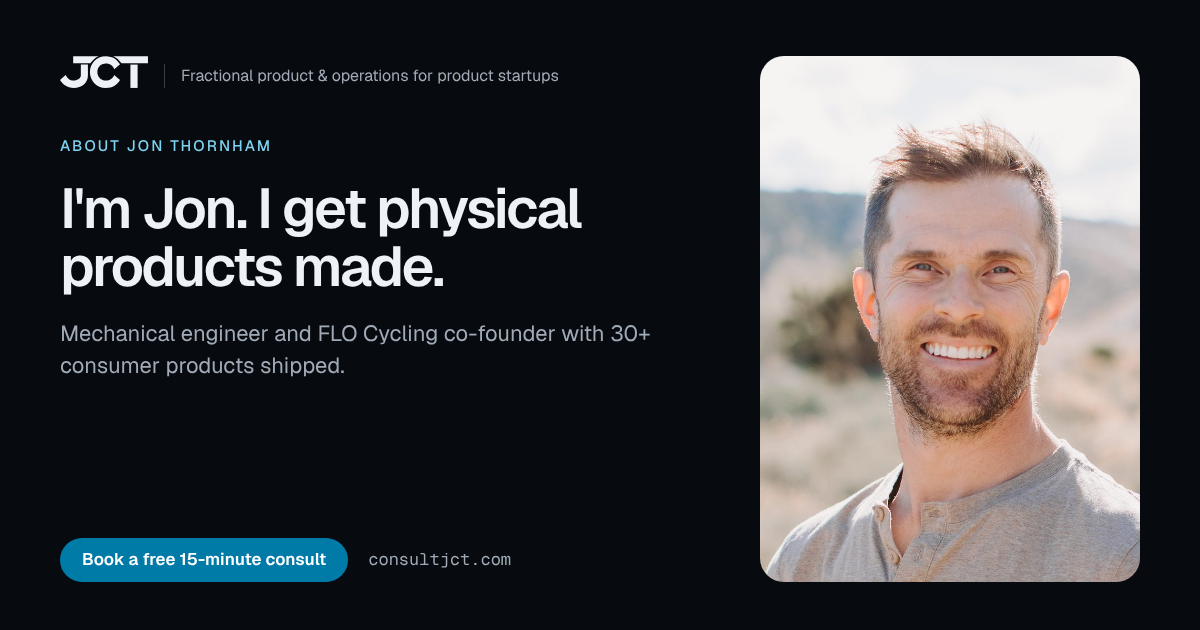 JCT
Fractional product & operations for product startups
ABOUT JON THORNHAM
I'm Jon. I get physical
products made.
Mechanical engineer and FLO Cycling co-founder with 30+
consumer products shipped.
Book a free 15-minute consult
consultjct.com